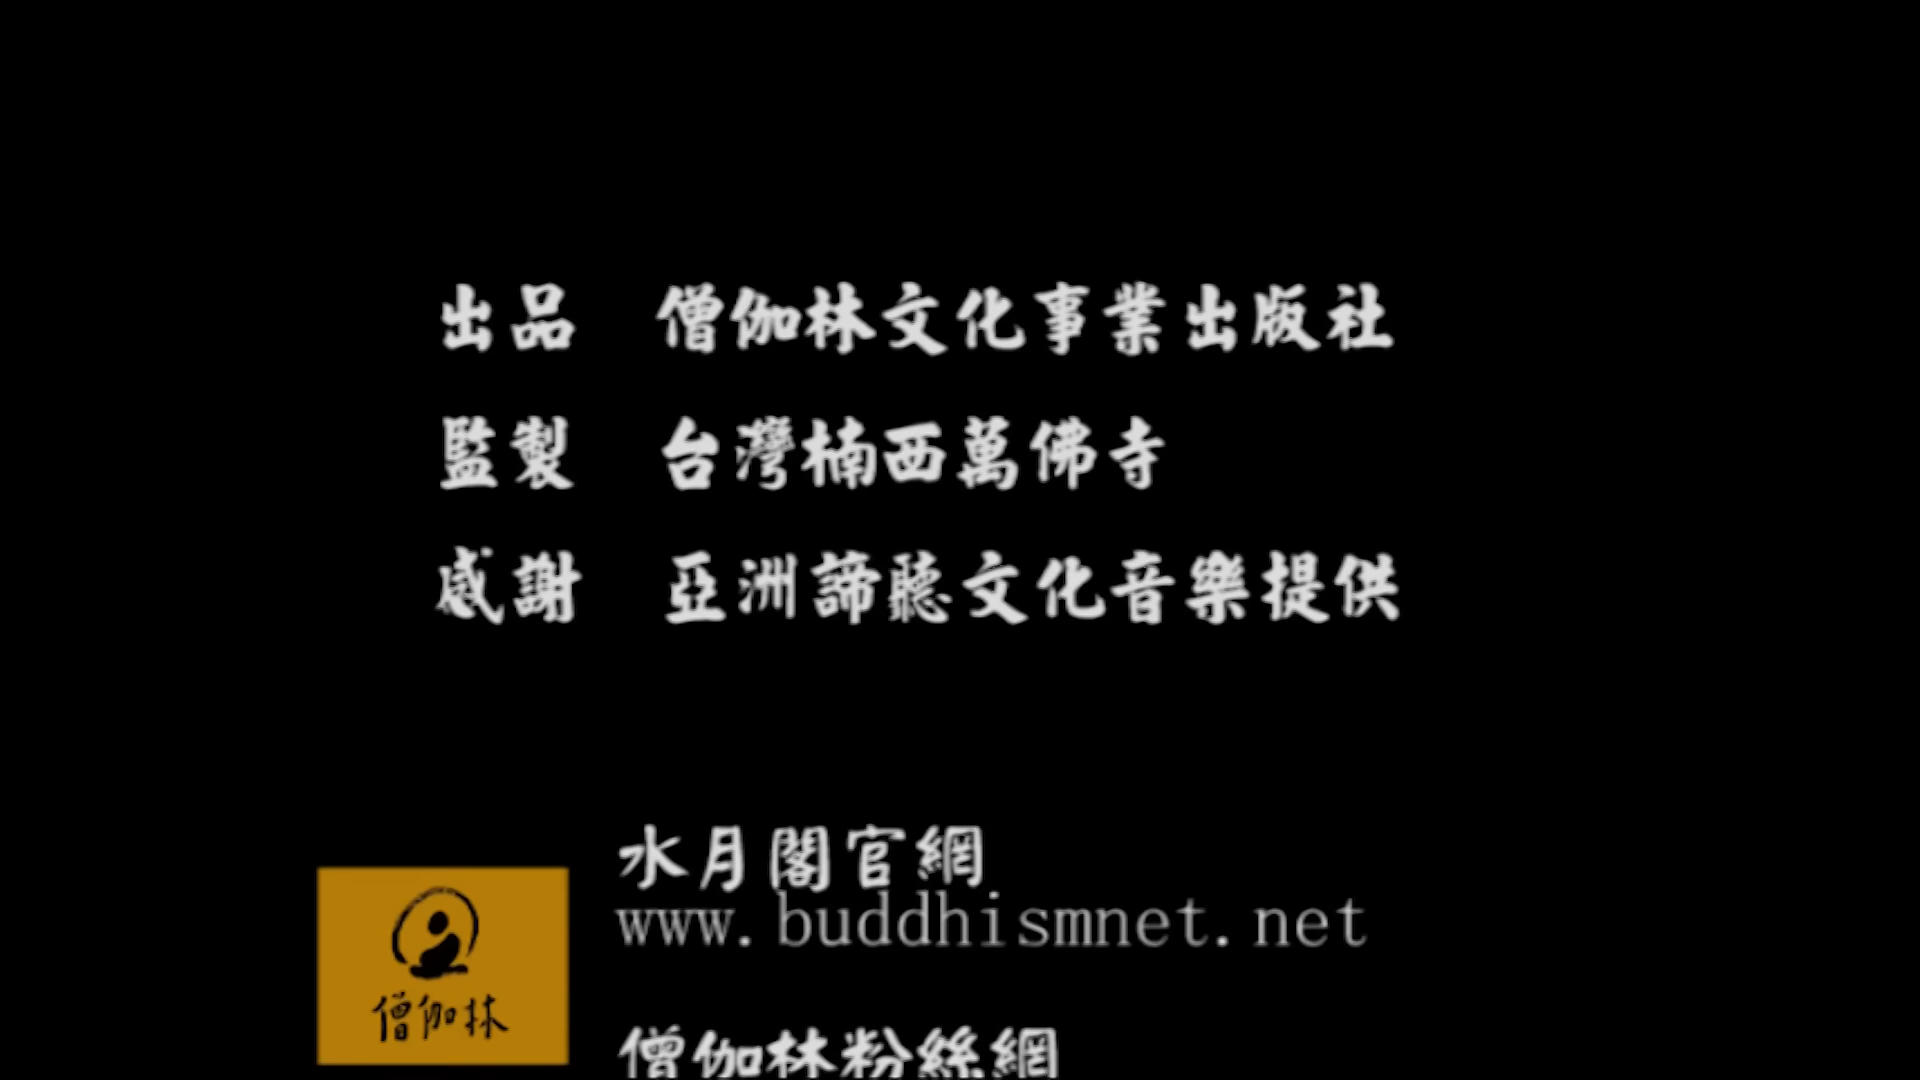 出品 僧伽林文化事業出版社
監製 台灣楠西萬佛寺
感謝 亞洲諦聽文化音樂提供
水月閣官網
www.buddhismnet.net
僧伽林
僧伽林粉絲網